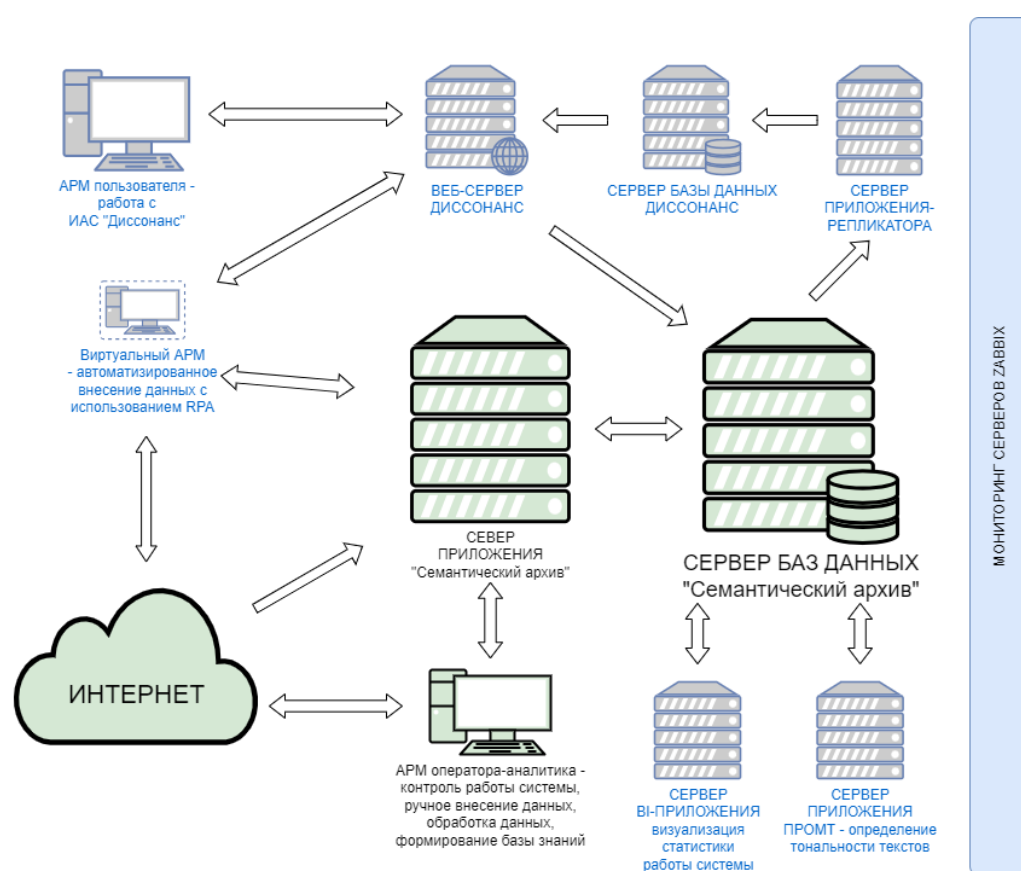 АРМ пользователя -
работа с
ИАС "Диссонанс"
ВЕБ-СЕРВЕР
ДИССОНАНС
СЕРВЕР БАЗЫ ДАННЫХ
ДИССОНАНС
СЕРВЕР
ПРИЛОЖЕНИЯ-
РЕПЛИКАТОРА
Виртуальный АРМ
- автоматизированное
внесение данных с
использованием RPA
СЕВЕР
ПРИЛОЖЕНИЯ
"Семантический архив"
СЕРВЕР БАЗ ДАННЫХ
"Семантический архив"
ИНТЕРНЕТ
АРМ оператора-аналитика -
контроль работы системы,
ручное внесение данных,
обработка данных,
формирование базы знаний
СЕРВЕР
BI-ПРИЛОЖЕНИЯ
визуализация
статистики
работы системы
СЕРВЕР
ПРИЛОЖЕНИЯ
ПРОМТ - определение
тональности текстов
МОНИТОРИНГ СЕРВЕРОВ ZABBIX